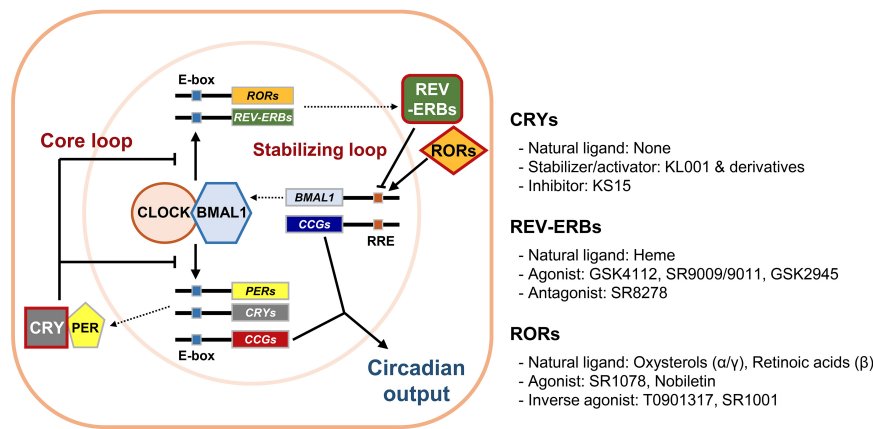 E-box
RORs
REV-ERBs
REV
-ERBs
Core loop
Stabilizing loop
RORs
CLOCK
BMAL1
BMAL1
CCGs
RRE
PERs
CRYs
CCGs
E-box
CRY
PER
Circadian
output
CRYs
- Natural ligand: None
- Stabilizer/activator: KL001 & derivatives
- Inhibitor: KS15
REV-ERBs
- Natural ligand: Heme
- Agonist: GSK4112, SR9009/9011, GSK2945
- Antagonist: SR8278
RORs
- Natural ligand: Oxysterols (α/γ), Retinoic acids (β)
- Agonist: SR1078, Nobiletin
- Inverse agonist: T0901317, SR1001